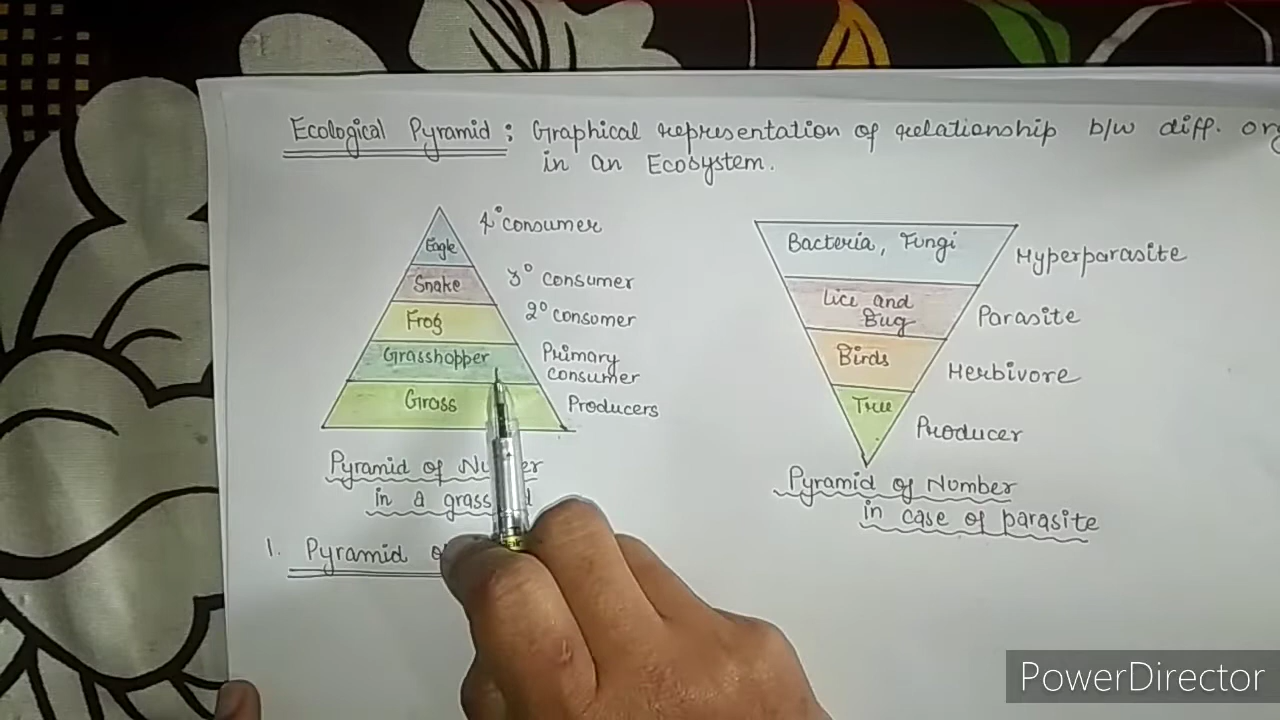 Ecological Pyramid : Graphical representation of relationship b/w diff. org
in an Ecosystem.
Eagle
4° consumer
Snake
3° consumer
Frog
2° consomer
Grasshopper
Primary
consumer
Grass
Producers
Pyramid of
in a
Bacteria, Fungi
Hyperparasite
Lice and
Bug
Parasite
Birds
Herbivore
Tree
Producer
Pyramid of Number
in case of parasite
1. Pyramid
PowerDirector